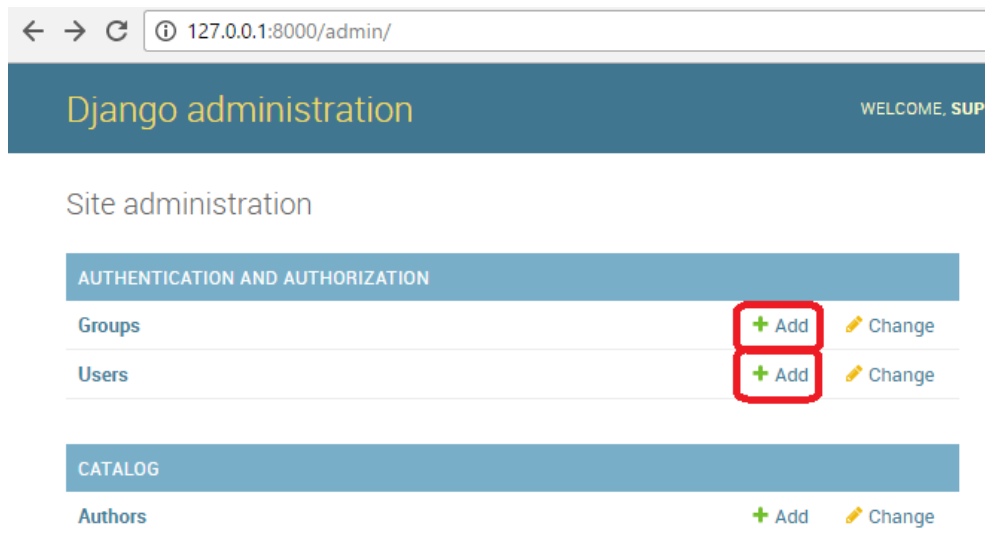 127.0.0.1:8000/admin/
Django administration
WELCOME, SUP
Site administration
AUTHENTICATION AND AUTHORIZATION
Groups Add Change
Users Add Change
CATALOG
Authors Add Change